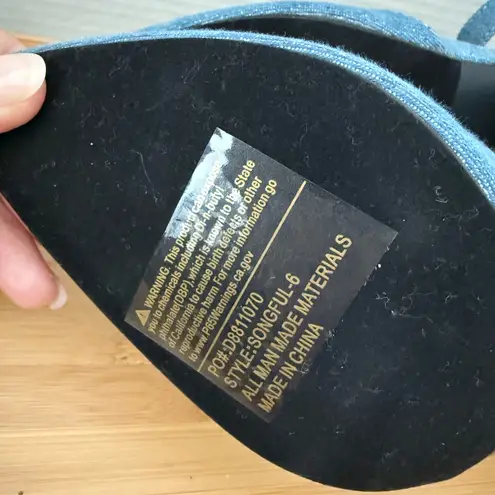 ⚠ WARNING: This product can expose
you to chemicals including Di-n-butyl
phthalate(DBP), which is known to the State
of California to cause birth defects or other
reproductive harm For more information go
to www.P65Warnings.ca.gov
PO#:D8811070
STYLE:SONGFUL-6
ALL MAN MADE MATERIALS
MADE IN CHINA